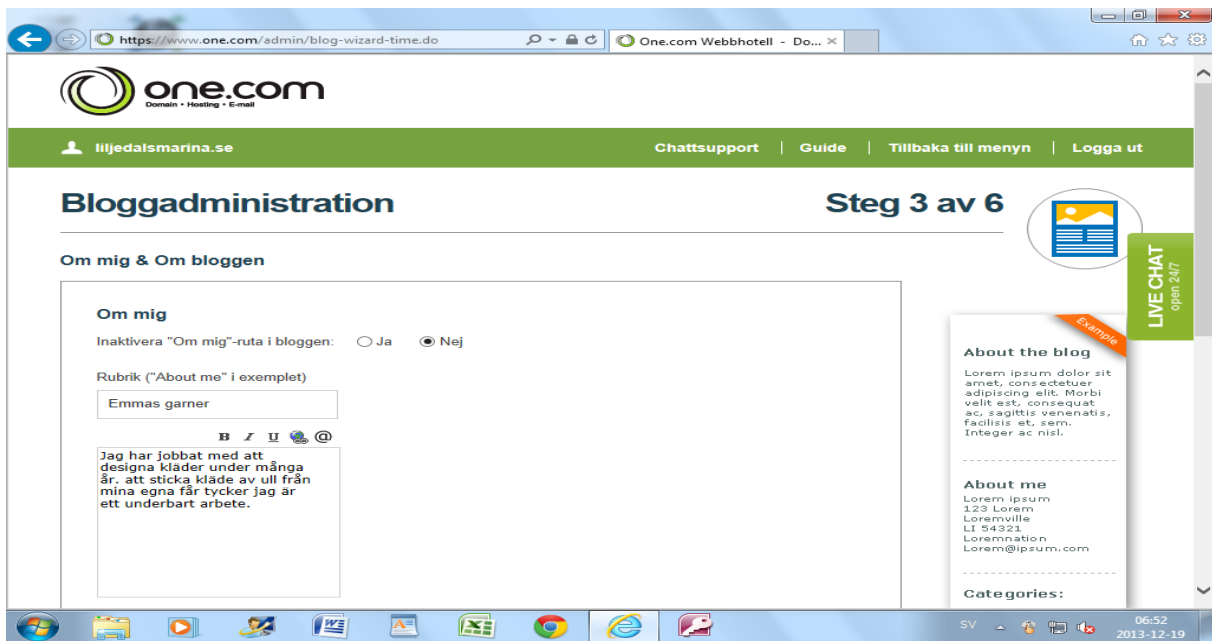 https://www.one.com/admin/blog-wizard-time.do
One.com Webbhotell - Do...
one.com
Domain • Hosting • E-mail
liljedalsmarina.se
Chattsupport | Guide | Tillbaka till menyn | Logga ut
Bloggadministration
Steg 3 av 6
Om mig & Om bloggen
LIVE CHAT
open 24/7
Om mig
Inaktivera "Om mig"-ruta i bloggen: Ja Nej
Rubrik ("About me" i exemplet)
Emmas garner
B I U @
Jag har jobbat med att
designa kläder under många
år. att sticka kläde av ull från
mina egna får tycker jag är
ett underbart arbete.
Example
About the blog
Lorem ipsum dolor sit
amet, consectetuer
adipiscing elit. Morbi
velit est, consequat
ac, sagittis venenatis,
facilisis et, sem.
Integer ac nisl.
About me
Lorem ipsum
123 Lorem
Loremville
LI 54321
Loremnation
Lorem@ipsum.com
Categories:
SV
06:52
2013-12-19